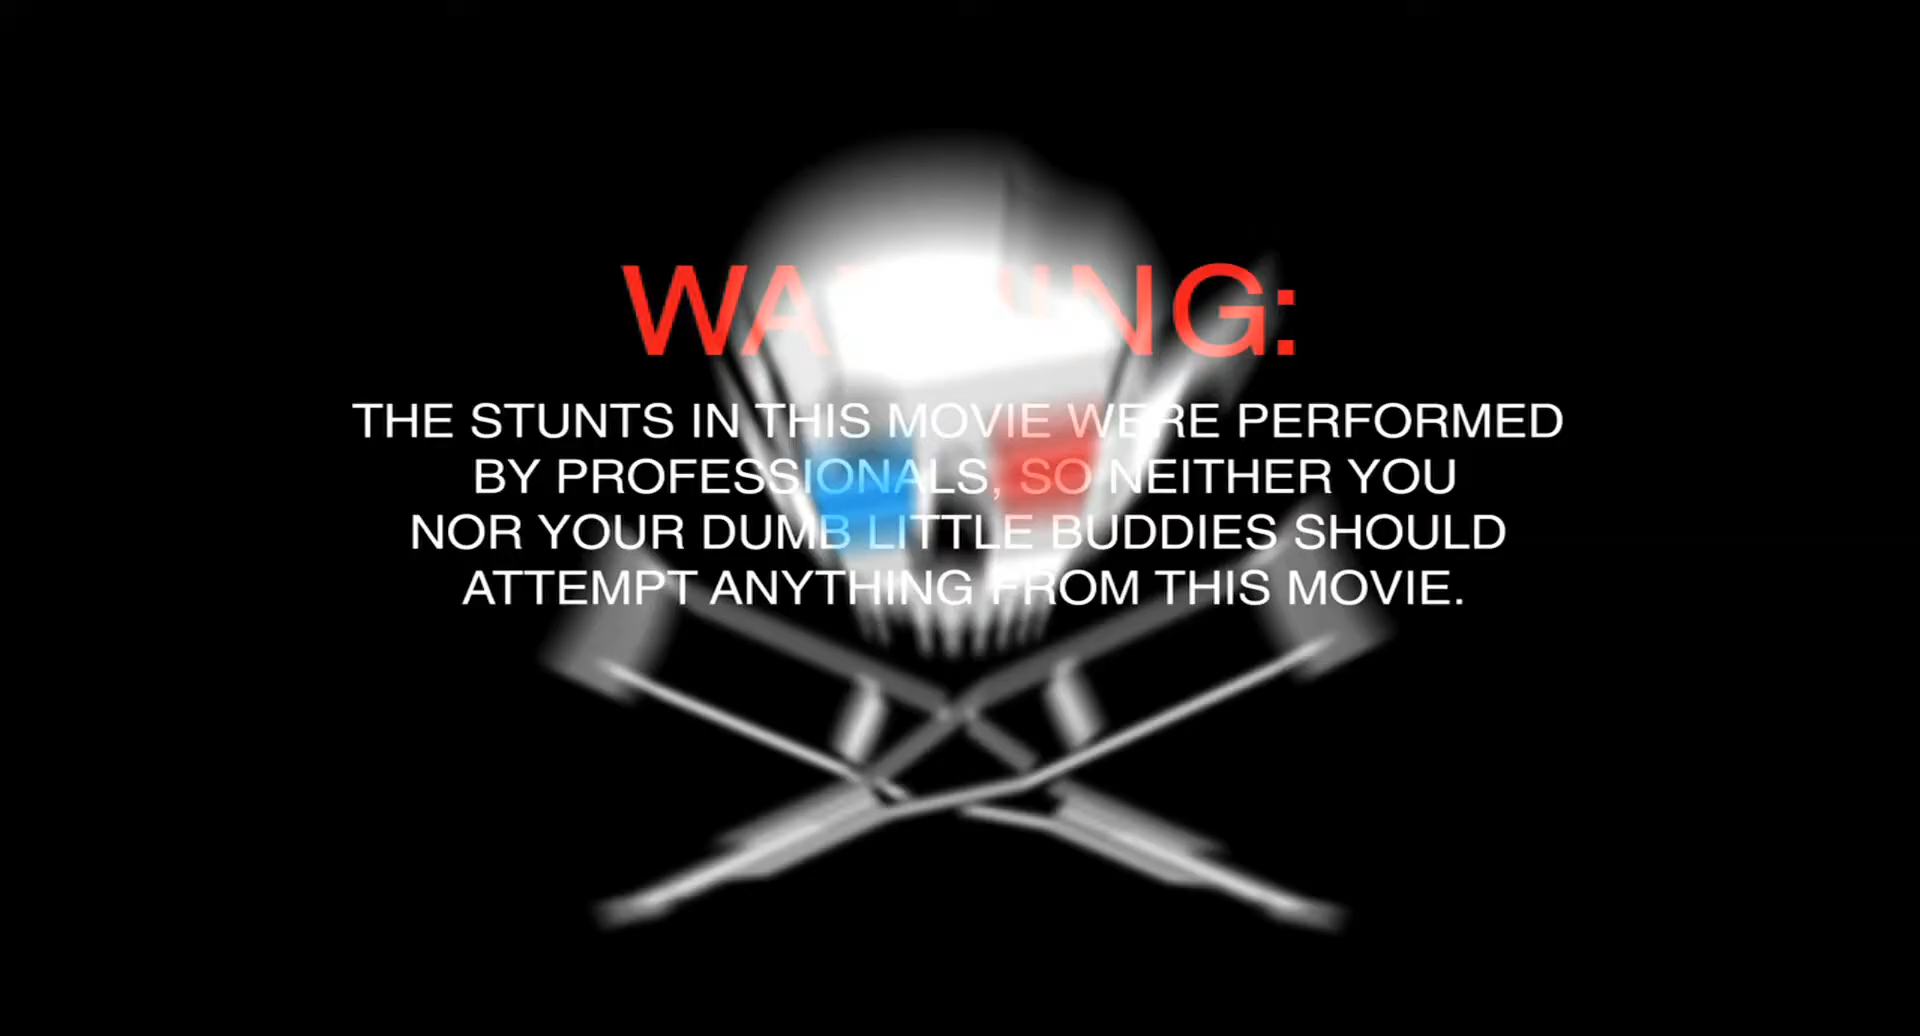 WARNING:
THE STUNTS IN THIS MOVIE WERE PERFORMED
BY PROFESSIONALS, SO NEITHER YOU
NOR YOUR DUMB LITTLE BUDDIES SHOULD
ATTEMPT ANYTHING FROM THIS MOVIE.